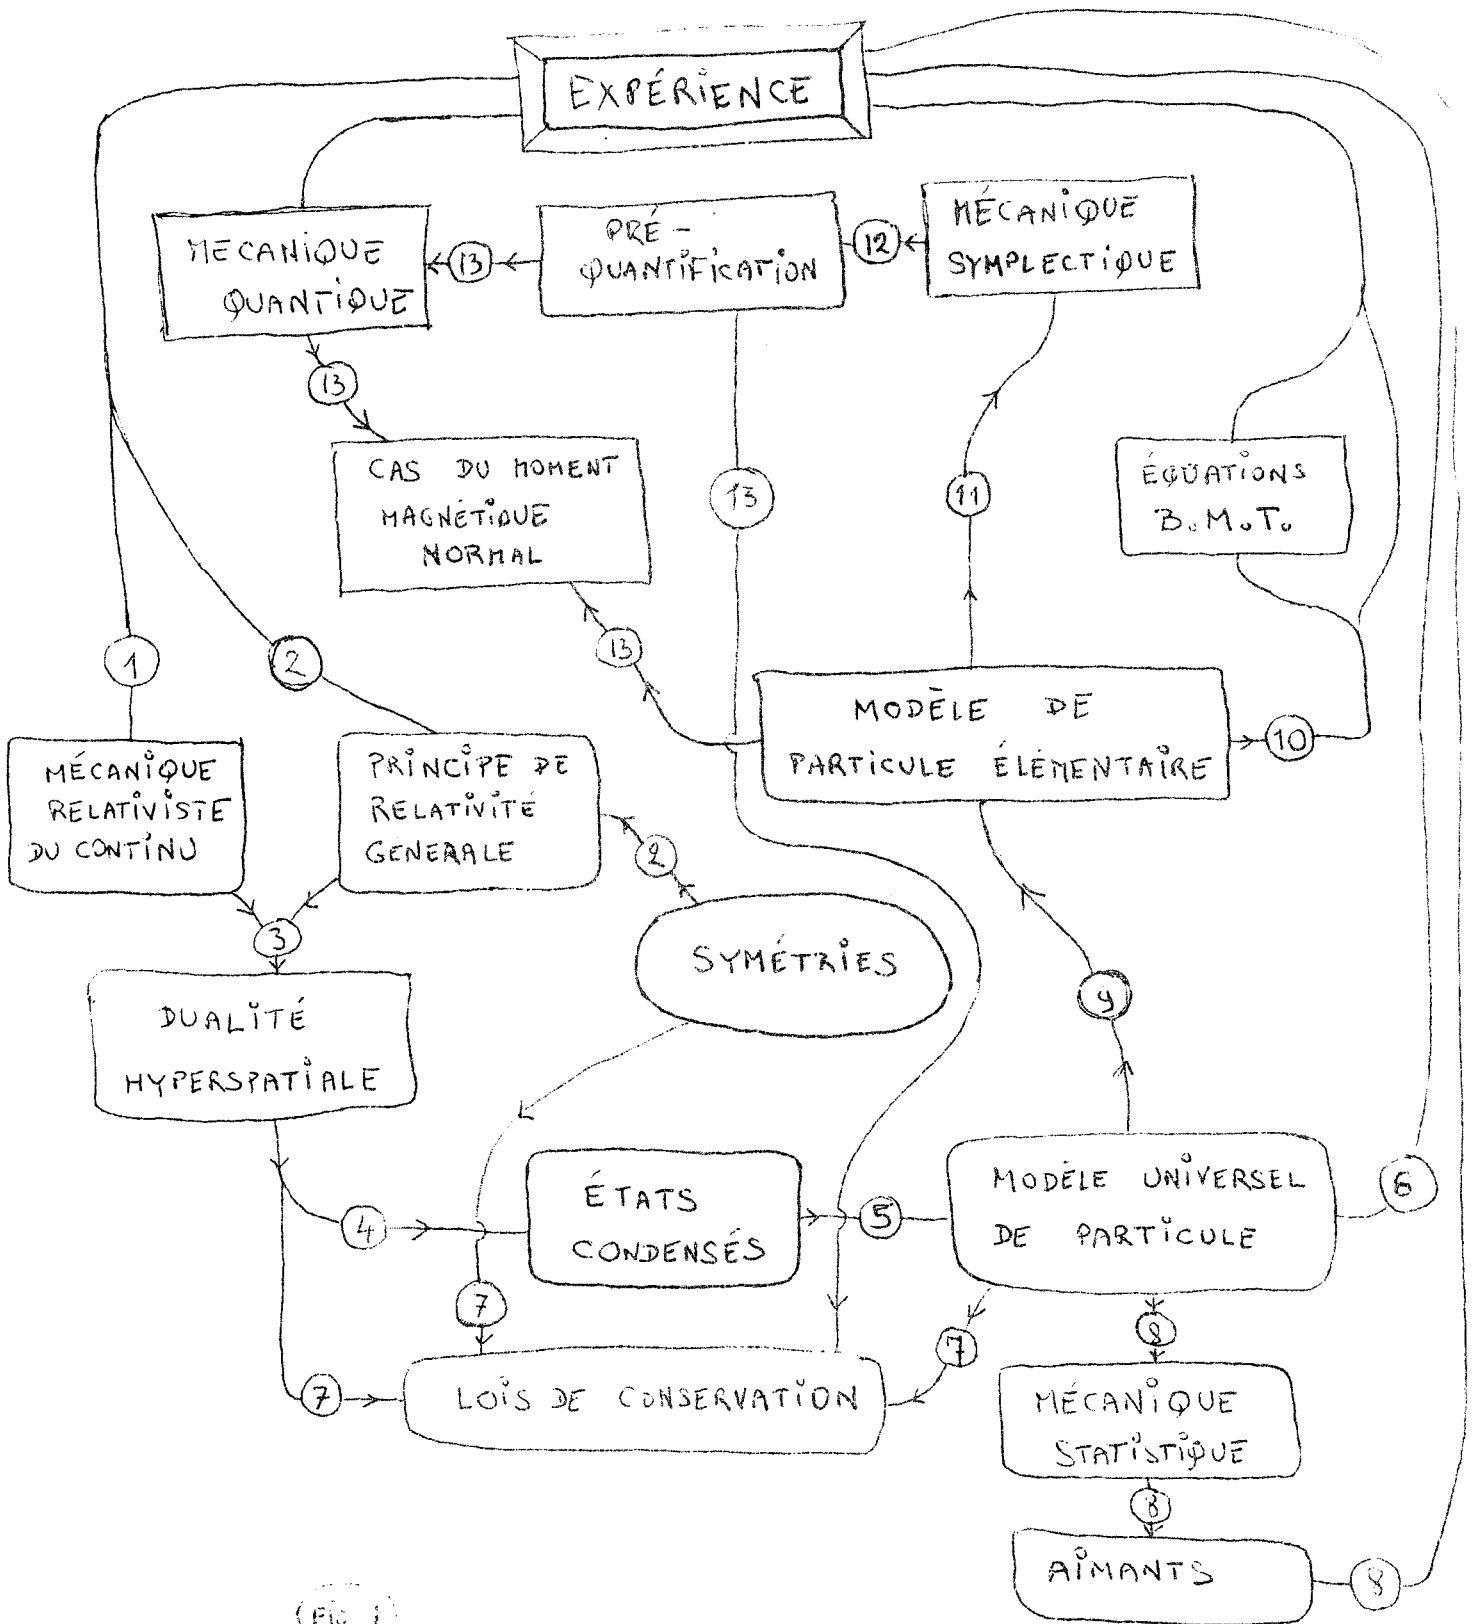 EXPÉRIENCE
MÉCANIQUE
SYMPLECTIQUE
12
PRÉ-
QUANTIFICATION
13
MECANIQUE
QUANTIQUE
13
CAS DU MOMENT
MAGNÉTIQUE
NORMAL
13
11
ÉQUATIONS
B.M.T.
1
2
13
MODÈLE DE
PARTICULE ÉLÉMENTAIRE
10
MÉCANIQUE
RELATIVISTE
DU CONTINU
PRINCIPE DE
RELATIVITÉ
GENERALE
2
3
SYMÉTRIES
9
DUALITÉ
HYPERSPATIALE
4
ÉTATS
CONDENSÉS
5
MODÈLE UNIVERSEL
DE PARTICULE
6
7
7
8
7
LOIS DE CONSERVATION
MÉCANIQUE
STATISTIQUE
8
AIMANTS
8